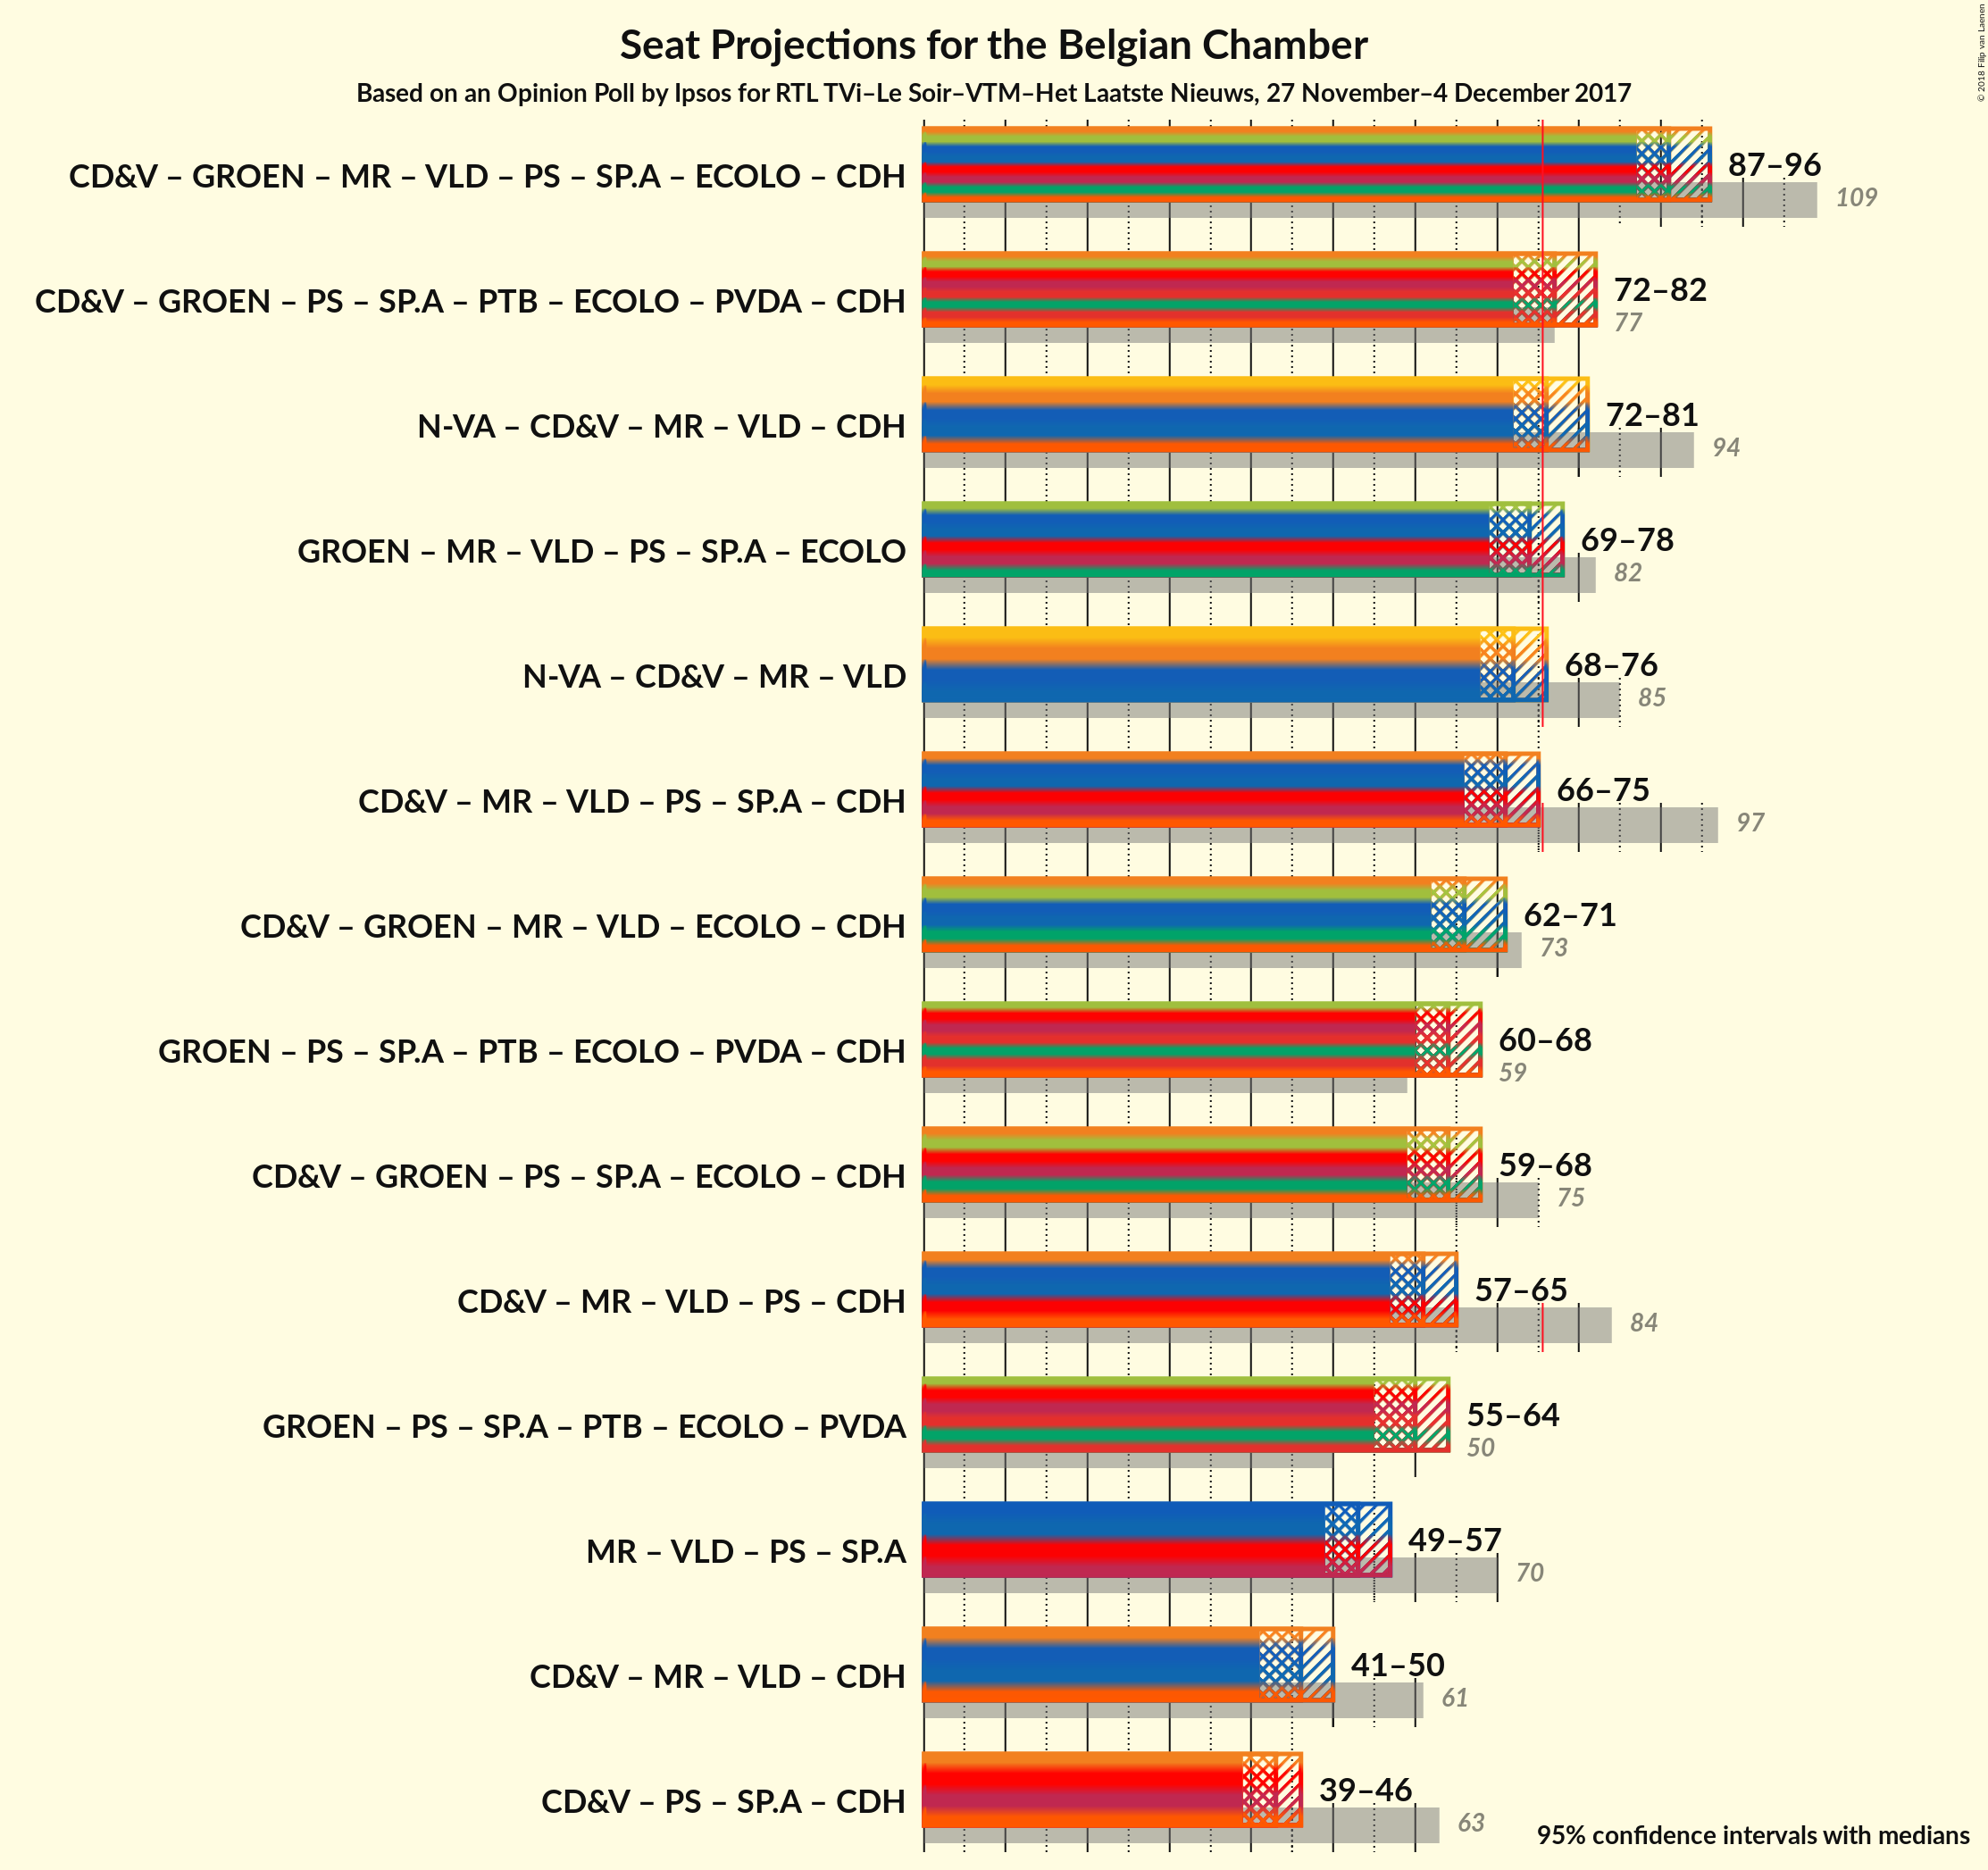 Seat Projections for the Belgian Chamber
Based on an Opinion Poll by Ipsos for RTL TVi–Le Soir–VTM–Het Laatste Nieuws, 27 November–4 December 2017
© 2018 Filip van Laenen
CD&V – GROEN – MR – VLD – PS – SP.A – ECOLO – CDH
87–96
109
CD&V – GROEN – PS – SP.A – PTB – ECOLO – PVDA – CDH
72–82
77
N-VA – CD&V – MR – VLD – CDH
72–81
94
GROEN – MR – VLD – PS – SP.A – ECOLO
69–78
82
N-VA – CD&V – MR – VLD
68–76
85
CD&V – MR – VLD – PS – SP.A – CDH
66–75
97
CD&V – GROEN – MR – VLD – ECOLO – CDH
62–71
73
GROEN – PS – SP.A – PTB – ECOLO – PVDA – CDH
60–68
59
CD&V – GROEN – PS – SP.A – ECOLO – CDH
59–68
75
CD&V – MR – VLD – PS – CDH
57–65
84
GROEN – PS – SP.A – PTB – ECOLO – PVDA
55–64
50
MR – VLD – PS – SP.A
49–57
70
CD&V – MR – VLD – CDH
41–50
61
CD&V – PS – SP.A – CDH
39–46
63
95% confidence intervals with medians